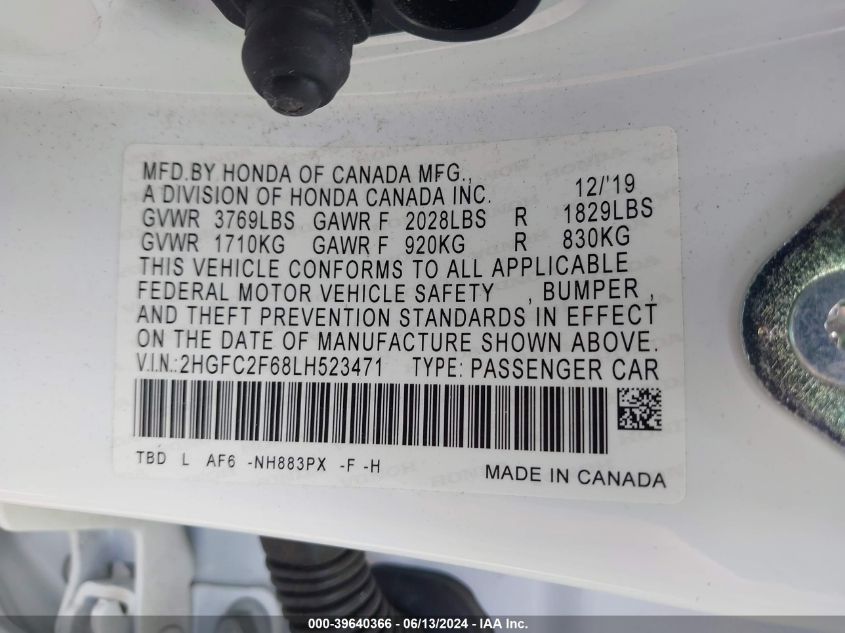 MFD.BY HONDA OF CANADA MFG.,
A DIVISION OF HONDA CANADA INC. 12/'19
GVWR 3769LBS GAWR F 2028LBS R 1829LBS
GVWR 1710KG GAWR F 920KG R 830KG
THIS VEHICLE CONFORMS TO ALL APPLICABLE
FEDERAL MOTOR VEHICLE SAFETY , BUMPER ,
AND THEFT PREVENTION STANDARDS IN EFFECT
ON THE DATE OF MANUFACTURE SHOWN ABOVE.
V.I.N.:2HGFC2F68LH523471 TYPE: PASSENGER CAR
TBD L AF6 -NH883PX -F -H
MADE IN CANADA
000-39640366 - 06/13/2024 - IAAI.com